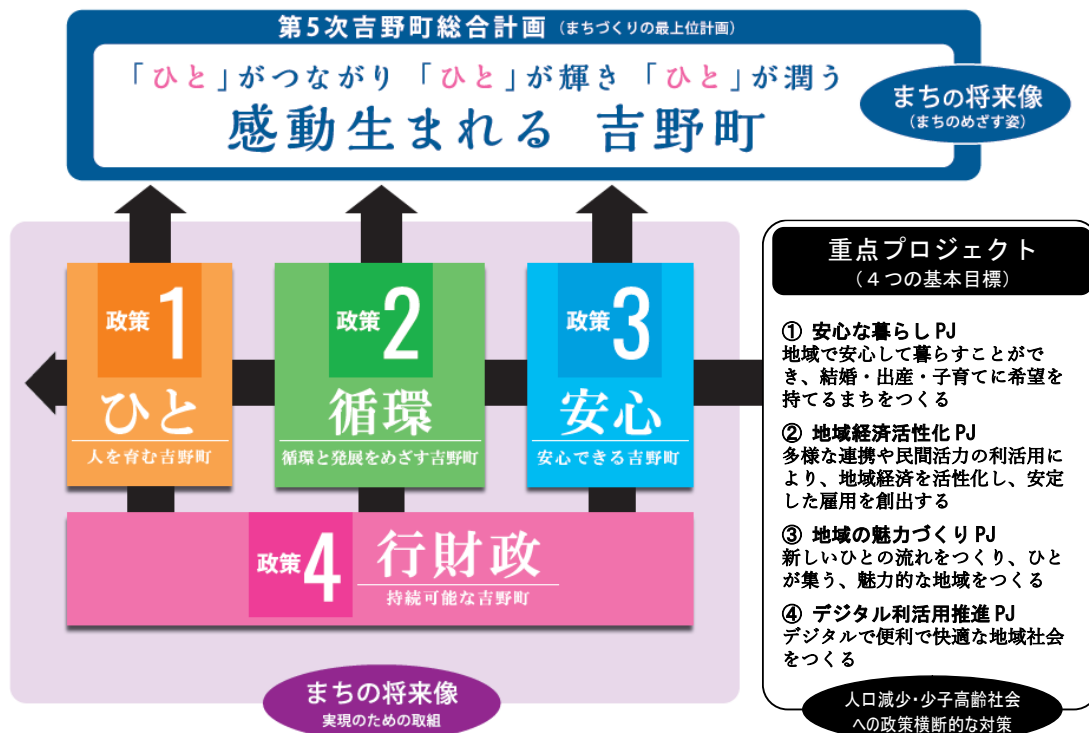 第5次吉野町総合計画（まちづくりの最上位計画）
「ひと」がつながり 「ひと」が輝き 「ひと」が潤う
感動生まれる 吉野町
まちの将来像
（まちのめざす姿）
政策1
ひと
人を育む吉野町
政策2
循環
循環と発展をめざす吉野町
政策3
安心
安心できる吉野町
政策4
行財政
持続可能な吉野町
まちの将来像
実現のための取組
重点プロジェクト
（４つの基本目標）
① 安心な暮らし PJ
地域で安心して暮らすことがで
き、結婚・出産・子育てに希望を
持てるまちをつくる
② 地域経済活性化 PJ
多様な連携や民間活力の利活用に
より、地域経済を活性化し、安定
した雇用を創出する
③ 地域の魅力づくり PJ
新しいひとの流れをつくり、ひと
が集う、魅力的な地域をつくる
④ デジタル利活用推進 PJ
デジタルで便利で快適な地域社会
をつくる
人口減少・少子高齢社会
への政策横断的な対策